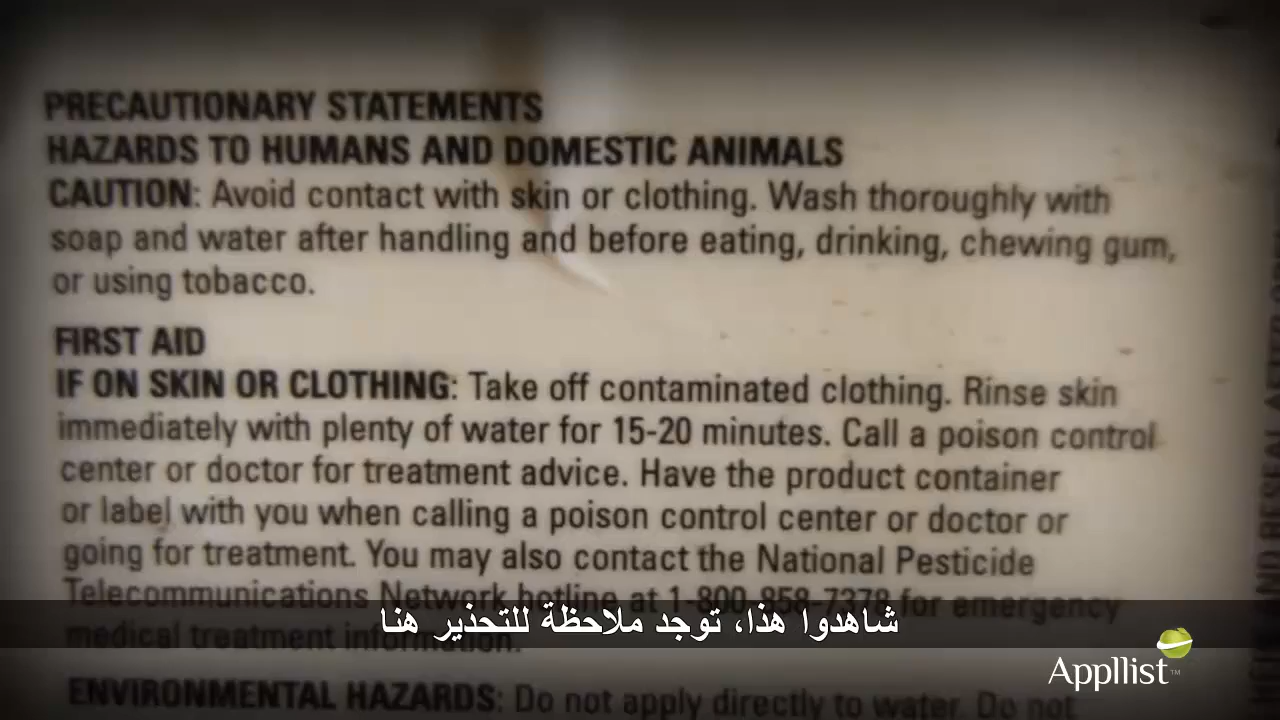 PRECAUTIONARY STATEMENTS
HAZARDS TO HUMANS AND DOMESTIC ANIMALS
CAUTION: Avoid contact with skin or clothing. Wash thoroughly with
soap and water after handling and before eating, drinking, chewing gum,
or using tobacco.
FIRST AID
IF ON SKIN OR CLOTHING: Take off contaminated clothing. Rinse skin
immediately with plenty of water for 15-20 minutes. Call a poison control
center or doctor for treatment advice. Have the product container
or label with you when calling a poison control center or doctor or
going for treatment. You may also contact the National Pesticide
Telecommunications Network hotline at 1-800-858-7378 for emergency
شاهدوا هذا، توجد ملاحظة للتحذير هنا
medical treatment information.
Appllist™
ENVIRONMENTAL HAZARDS: Do not apply directly to water. Do not